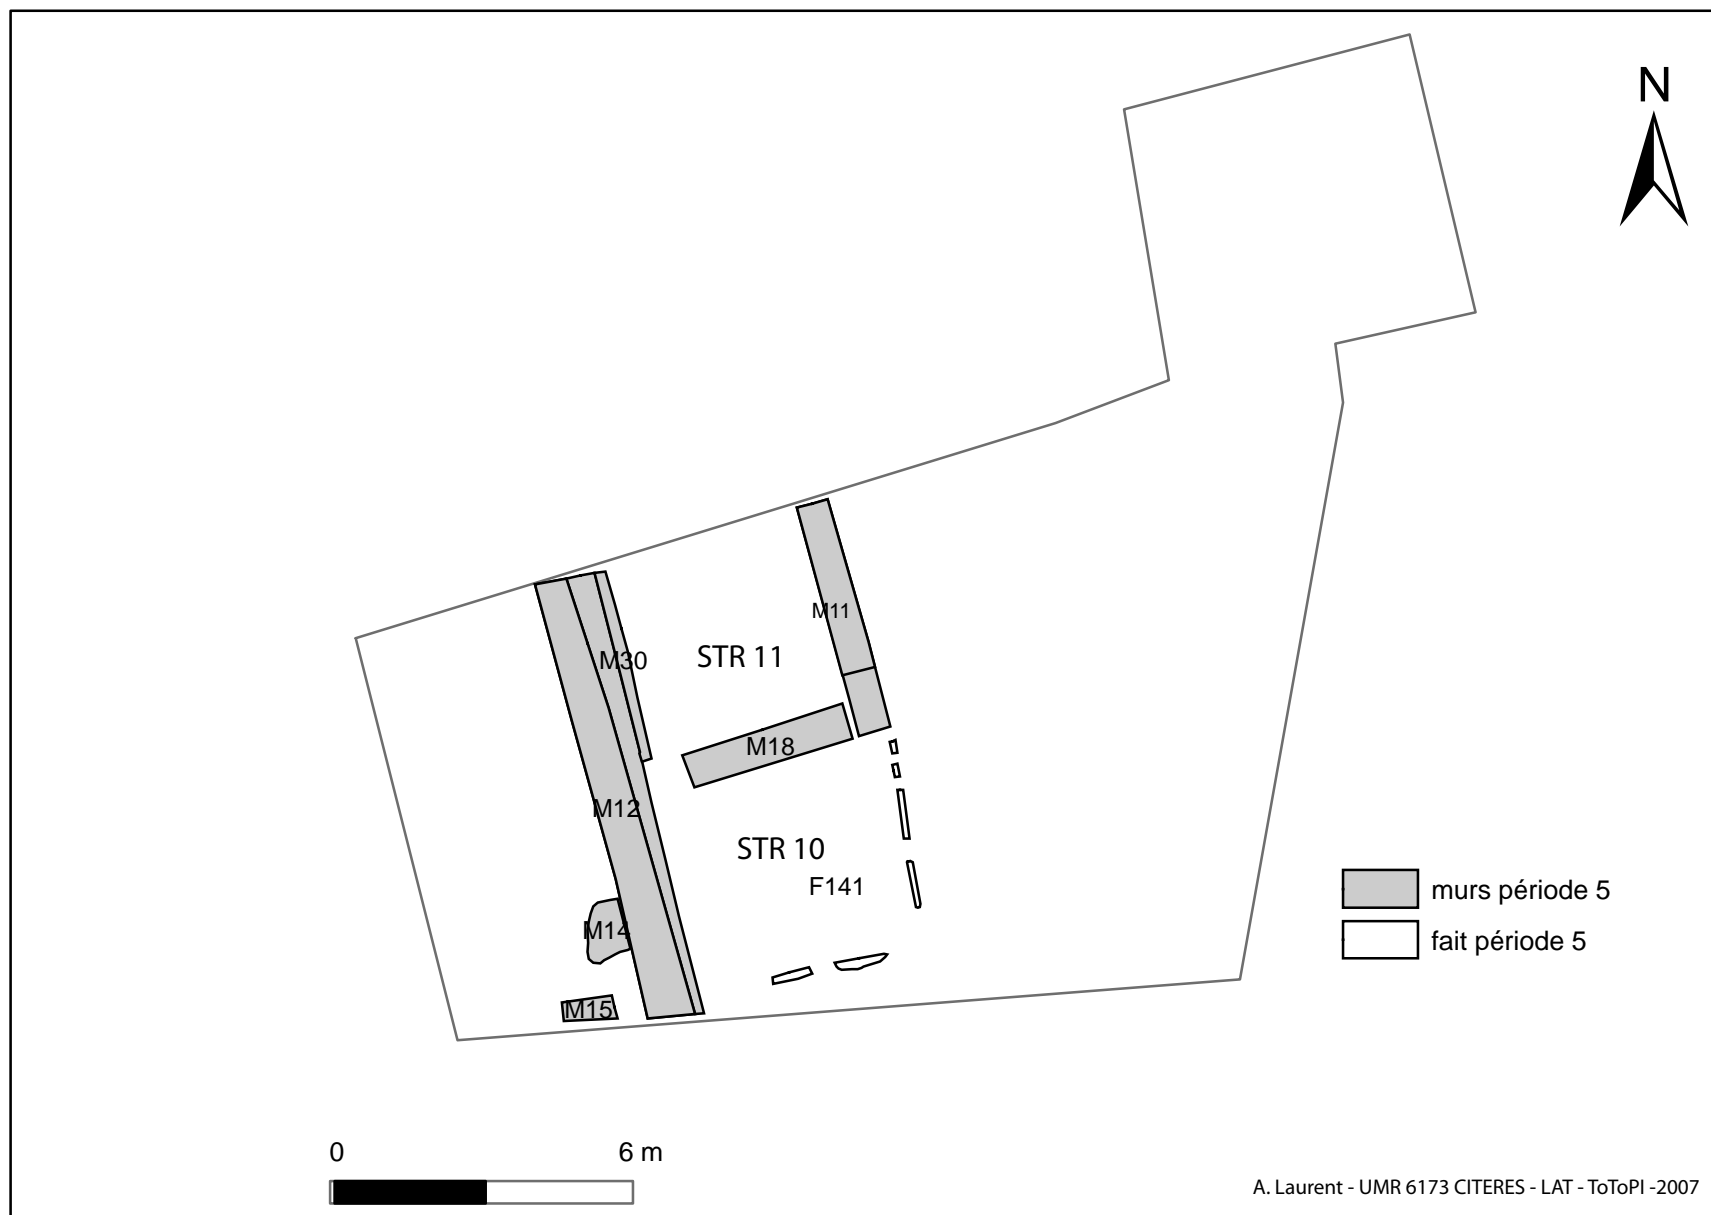 N
M11
M30
STR 11
M18
M12
STR 10
F141
murs période 5
M14
fait période 5
M15
0 6 m
A. Laurent - UMR 6173 CITERES - LAT - ToToPI -2007